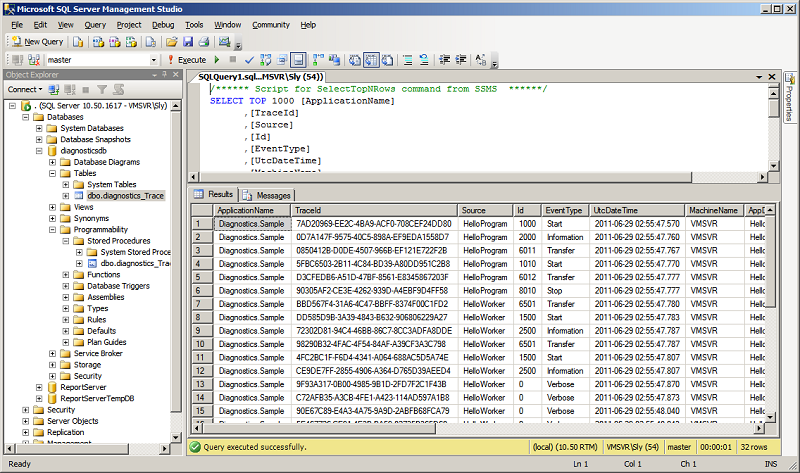 Microsoft SQL Server Management Studio
File Edit View Query Project Debug Tools Window Community Help
New Query
master Execute
Object Explorer
Connect
. (SQL Server 10.50.1617 - VMSVR\Sly)
Databases
System Databases
Database Snapshots
diagnosticsdb
Database Diagrams
Tables
System Tables
dbo.diagnostics_Trace
Views
Synonyms
Programmability
Stored Procedures
System Stored Proce
dbo.diagnostics_Tra
Functions
Database Triggers
Assemblies
Types
Rules
Defaults
Plan Guides
Service Broker
Storage
Security
ReportServer
ReportServerTempDB
Security
Server Objects
Replication
Management
SQLQuery1.sql...MSVR\Sly (54))
/****** Script for SelectTopNRows command from SSMS ******/
SELECT TOP 1000 [ApplicationName]
,[TraceId]
,[Source]
,[Id]
,[EventType]
,[UtcDateTime]
,[MachineName]
Properties
Results Messages
ApplicationName TraceId Source Id EventType UtcDateTime MachineName AppD
1 Diagnostics.Sample 7AD20969-EE2C-4BA9-ACF0-708CEF24DD80 HelloProgram 1000 Start 2011-06-29 02:55:47.570 VMSVR Hello
2 Diagnostics.Sample 0D7A147F-9575-40C5-898A-EF9EDA1558D7 HelloProgram 2000 Information 2011-06-29 02:55:47.760 VMSVR Hello
3 Diagnostics.Sample 0850412B-D0DE-4507-966B-EF121E722F2B HelloProgram 6011 Transfer 2011-06-29 02:55:47.767 VMSVR Hello
4 Diagnostics.Sample 5FBC6503-2B11-4C84-BD39-A80DD951C2B8 HelloProgram 1010 Start 2011-06-29 02:55:47.777 VMSVR Hello
5 Diagnostics.Sample D3CFEDB6-A51D-47BF-8561-E8345867203F HelloProgram 6012 Transfer 2011-06-29 02:55:47.777 VMSVR Hello
6 Diagnostics.Sample 90305AF2-CE3E-4262-939D-A4EBF9D4FF58 HelloProgram 8010 Stop 2011-06-29 02:55:47.777 VMSVR Hello
7 Diagnostics.Sample BBD567F4-31A6-4C47-BBFF-8374F00C1FD2 HelloWorker 6501 Transfer 2011-06-29 02:55:47.780 VMSVR Hello
8 Diagnostics.Sample DD585D9B-3A39-4843-B632-906806229A27 HelloWorker 1500 Start 2011-06-29 02:55:47.783 VMSVR Hello
9 Diagnostics.Sample 72302D81-94C4-46BB-86C7-8CC3ADFA8DDE HelloWorker 2500 Information 2011-06-29 02:55:47.783 VMSVR Hello
10 Diagnostics.Sample 98290B32-4FAC-4F54-84AF-A39CF3A3C798 HelloWorker 6501 Transfer 2011-06-29 02:55:47.787 VMSVR Hello
11 Diagnostics.Sample 4FC2BC1F-F6D4-4341-A064-688AC5D5A74E HelloWorker 1500 Start 2011-06-29 02:55:47.800 VMSVR Hello
12 Diagnostics.Sample CE9DE7FF-2855-4906-A364-D765D39AEED4 HelloWorker 2500 Information 2011-06-29 02:55:47.807 VMSVR Hello
13 Diagnostics.Sample 9F93A317-0B00-4985-9B1D-2FD7F2C1F43B HelloWorker 0 Verbose 2011-06-29 02:55:47.870 VMSVR Hello
14 Diagnostics.Sample C72AFB35-A3CB-4FE1-A423-114AD597A1B8 HelloWorker 0 Verbose 2011-06-29 02:55:47.873 VMSVR Hello
15 Diagnostics.Sample 90E67C89-E4A3-4A75-9A9D-2ABFB68FCA79 HelloWorker 0 Verbose 2011-06-29 02:55:48.040 VMSVR Hello
Query executed successfully. (local) (10.50 RTM) VMSVR\Sly (54) master 00:00:01 32 rows
Ready Ln 1 Col 1 Ch 1 INS